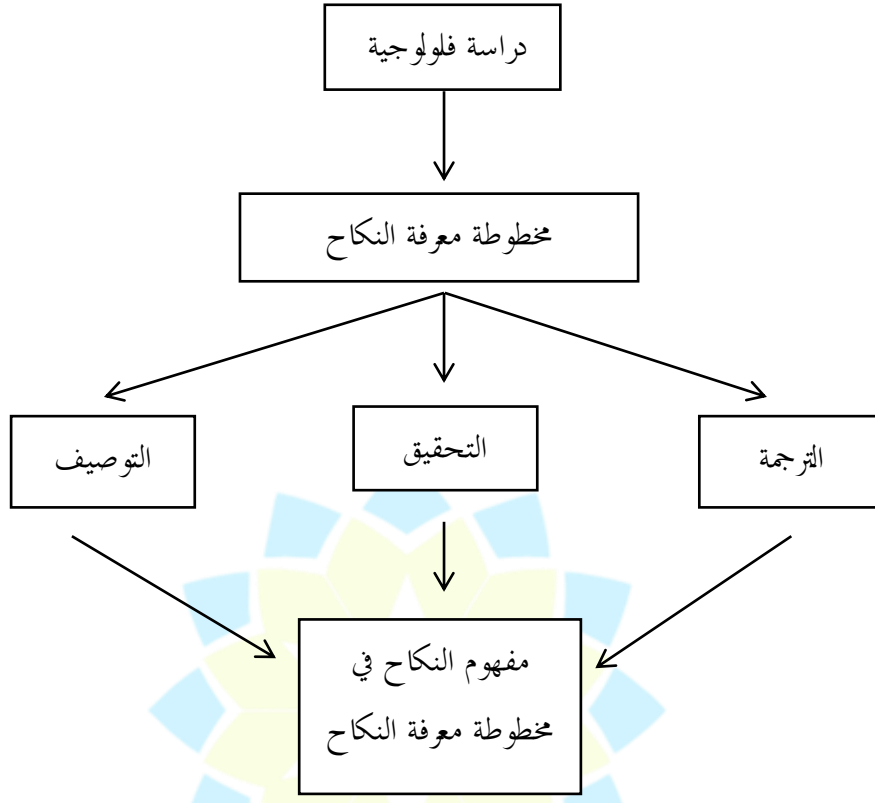 دراسة فلولوجية
مخطوطة معرفة النكاح
الترجمة
التحقيق
التوصيف
مفهوم النكاح في
مخطوطة معرفة النكاح